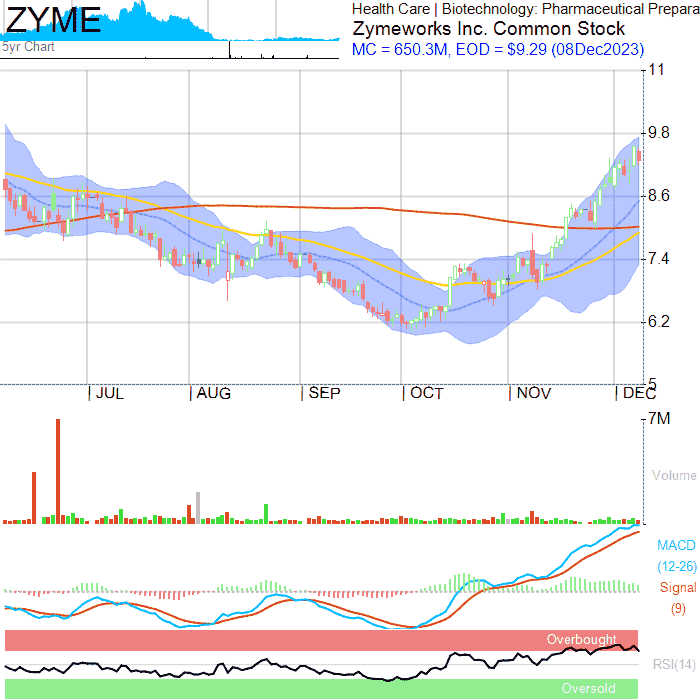 ZYME
5yr Chart
Health Care | Biotechnology: Pharmaceutical Prepara
Zymeworks Inc. Common Stock
MC = 650.3M, EOD = $9.29 (08Dec2023)
11
9.8
8.6
7.4
6.2
5
JUL AUG SEP OCT NOV DEC
7M
Volume
MACD
(12-26)
Signal
(9)
Overbought
RSI(14)
Oversold